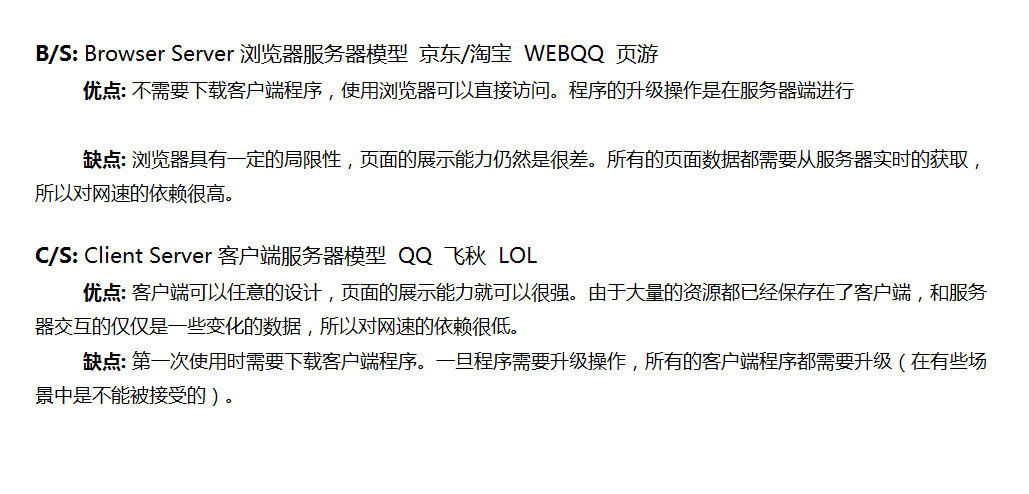 B/S: Browser Server 浏览器服务器模型 京东/淘宝 WEBQQ 页游
优点: 不需要下载客户端程序，使用浏览器可以直接访问。程序的升级操作是在服务器端进行
缺点: 浏览器具有一定的局限性，页面的展示能力仍然是很差。所有的页面数据都需要从服务器实时的获取，
所以对网速的依赖很高。
C/S: Client Server 客户端服务器模型 QQ 飞秋 LOL
优点: 客户端可以任意的设计，页面的展示能力就可以很强。由于大量的资源都已经保存在了客户端，和服务
器交互的仅仅是一些变化的数据，所以对网速的依赖很低。
缺点: 第一次使用时需要下载客户端程序。一旦程序需要升级操作，所有的客户端程序都需要升级（在有些场
景中是不能被接受的）。